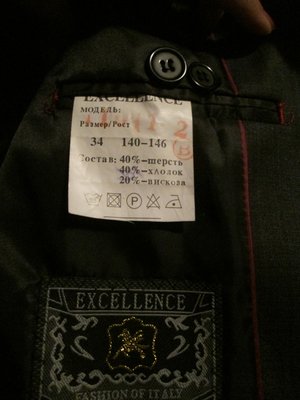 EXCELLENCE
МОДЕЛЬ:
Размер/Рост
34 140-146
Состав: 40%-шерсть
40%-хлопок
20%-вискоза
P
EXCELLENCE
FASHION OF ITALY